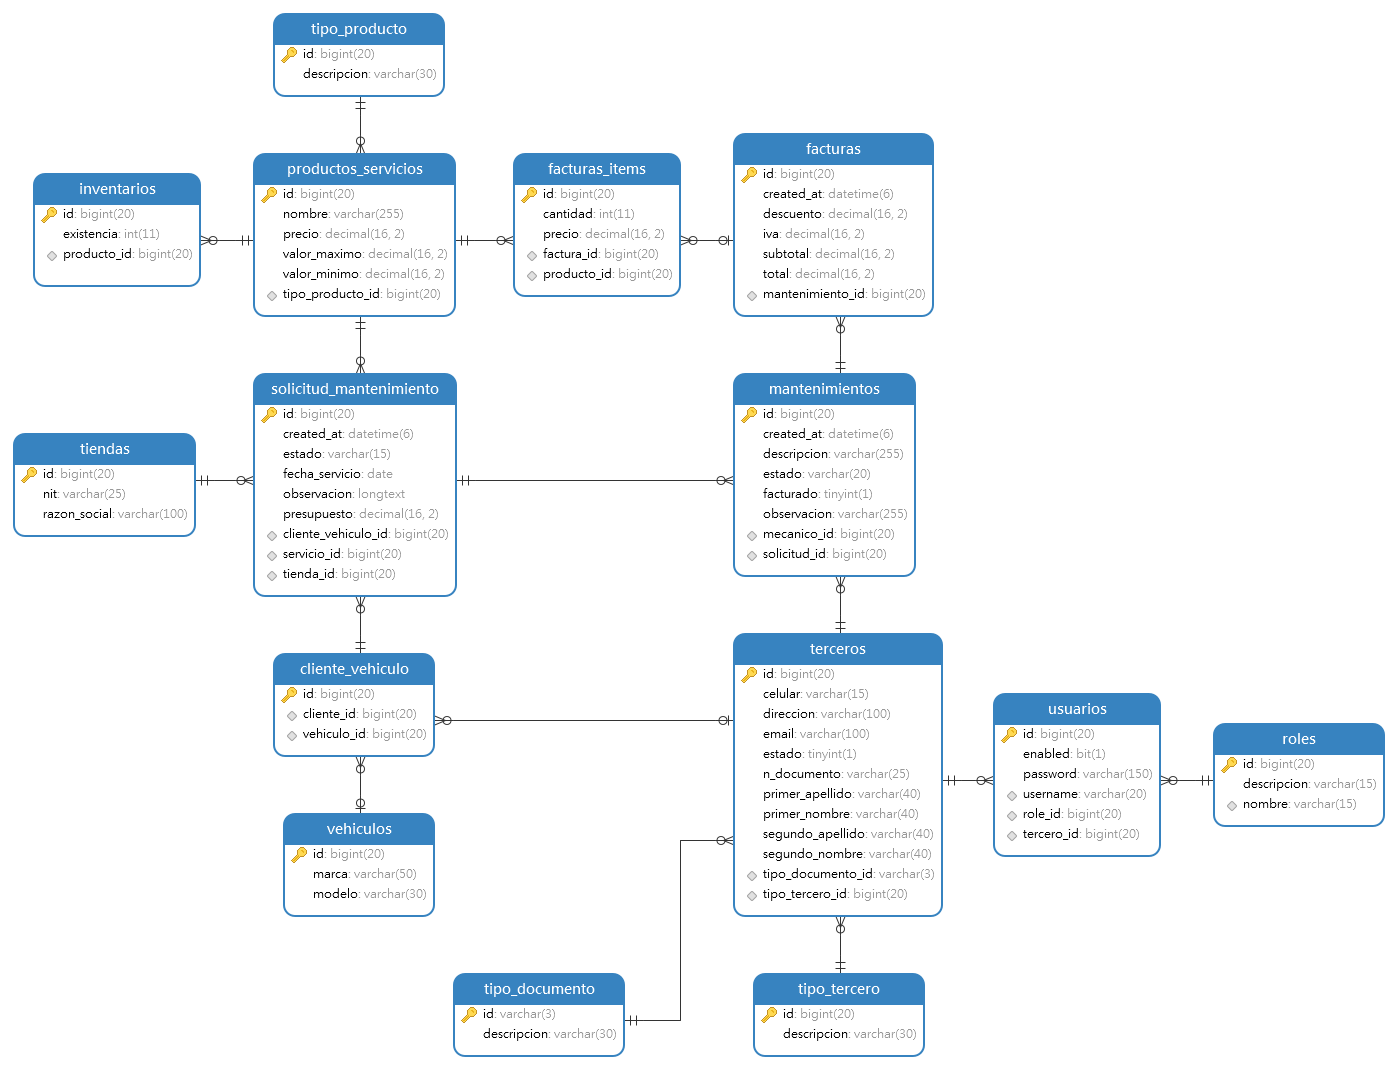 tipo_producto
id: bigint(20)
descripcion: varchar(30)
inventarios
id: bigint(20)
existencia: int(11)
producto_id: bigint(20)
productos_servicios
id: bigint(20)
nombre: varchar(255)
precio: decimal(16, 2)
valor_maximo: decimal(16, 2)
valor_minimo: decimal(16, 2)
tipo_producto_id: bigint(20)
facturas_items
id: bigint(20)
cantidad: int(11)
precio: decimal(16, 2)
factura_id: bigint(20)
producto_id: bigint(20)
facturas
id: bigint(20)
created_at: datetime(6)
descuento: decimal(16, 2)
iva: decimal(16, 2)
subtotal: decimal(16, 2)
total: decimal(16, 2)
mantenimiento_id: bigint(20)
tiendas
id: bigint(20)
nit: varchar(25)
razon_social: varchar(100)
solicitud_mantenimiento
id: bigint(20)
created_at: datetime(6)
estado: varchar(15)
fecha_servicio: date
observacion: longtext
presupuesto: decimal(16, 2)
cliente_vehiculo_id: bigint(20)
servicio_id: bigint(20)
tienda_id: bigint(20)
mantenimientos
id: bigint(20)
created_at: datetime(6)
descripcion: varchar(255)
estado: varchar(20)
facturado: tinyint(1)
observacion: varchar(255)
mecanico_id: bigint(20)
solicitud_id: bigint(20)
cliente_vehiculo
id: bigint(20)
cliente_id: bigint(20)
vehiculo_id: bigint(20)
terceros
id: bigint(20)
celular: varchar(15)
direccion: varchar(100)
email: varchar(100)
estado: tinyint(1)
n_documento: varchar(25)
primer_apellido: varchar(40)
primer_nombre: varchar(40)
segundo_apellido: varchar(40)
segundo_nombre: varchar(40)
tipo_documento_id: varchar(3)
tipo_tercero_id: bigint(20)
usuarios
id: bigint(20)
enabled: bit(1)
password: varchar(150)
username: varchar(20)
role_id: bigint(20)
tercero_id: bigint(20)
roles
id: bigint(20)
descripcion: varchar(15)
nombre: varchar(15)
vehiculos
id: bigint(20)
marca: varchar(50)
modelo: varchar(30)
tipo_documento
id: varchar(3)
descripcion: varchar(30)
tipo_tercero
id: bigint(20)
descripcion: varchar(30)